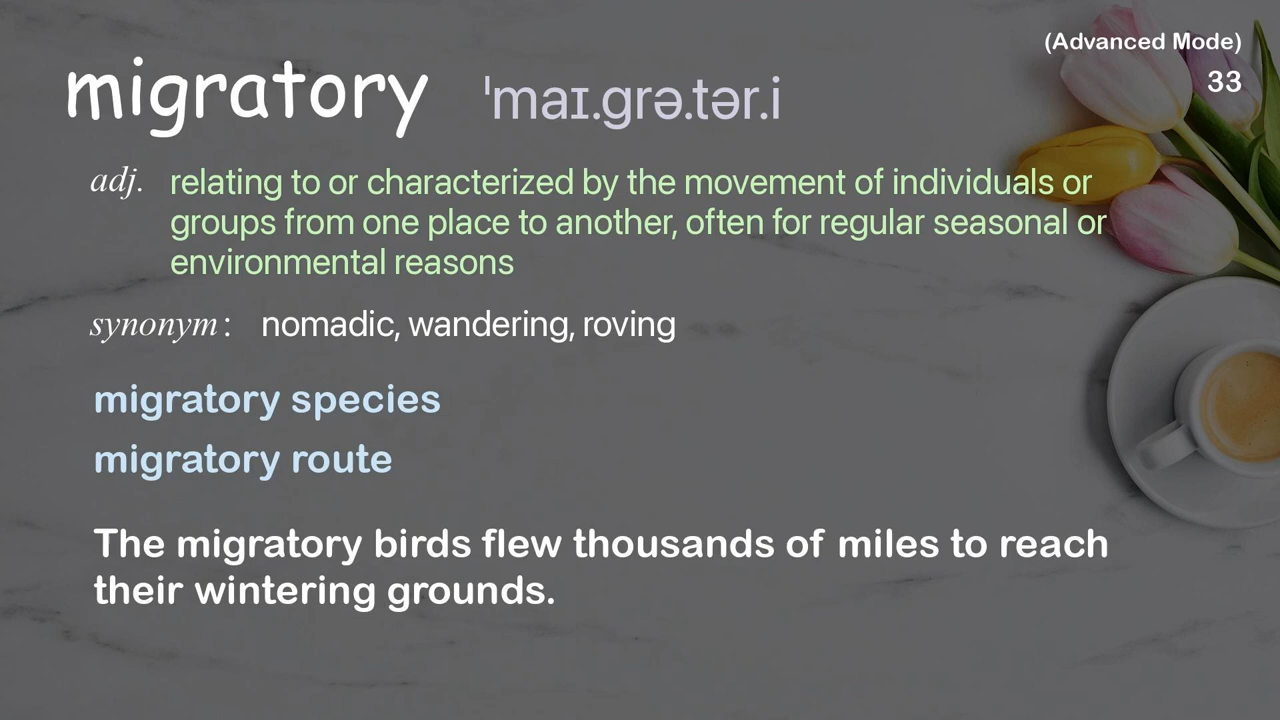 (Advanced Mode)
33
migratory ˈmaɪ.grə.tər.i
adj. relating to or characterized by the movement of individuals or
groups from one place to another, often for regular seasonal or
environmental reasons
synonym: nomadic, wandering, roving
migratory species
migratory route
The migratory birds flew thousands of miles to reach
their wintering grounds.